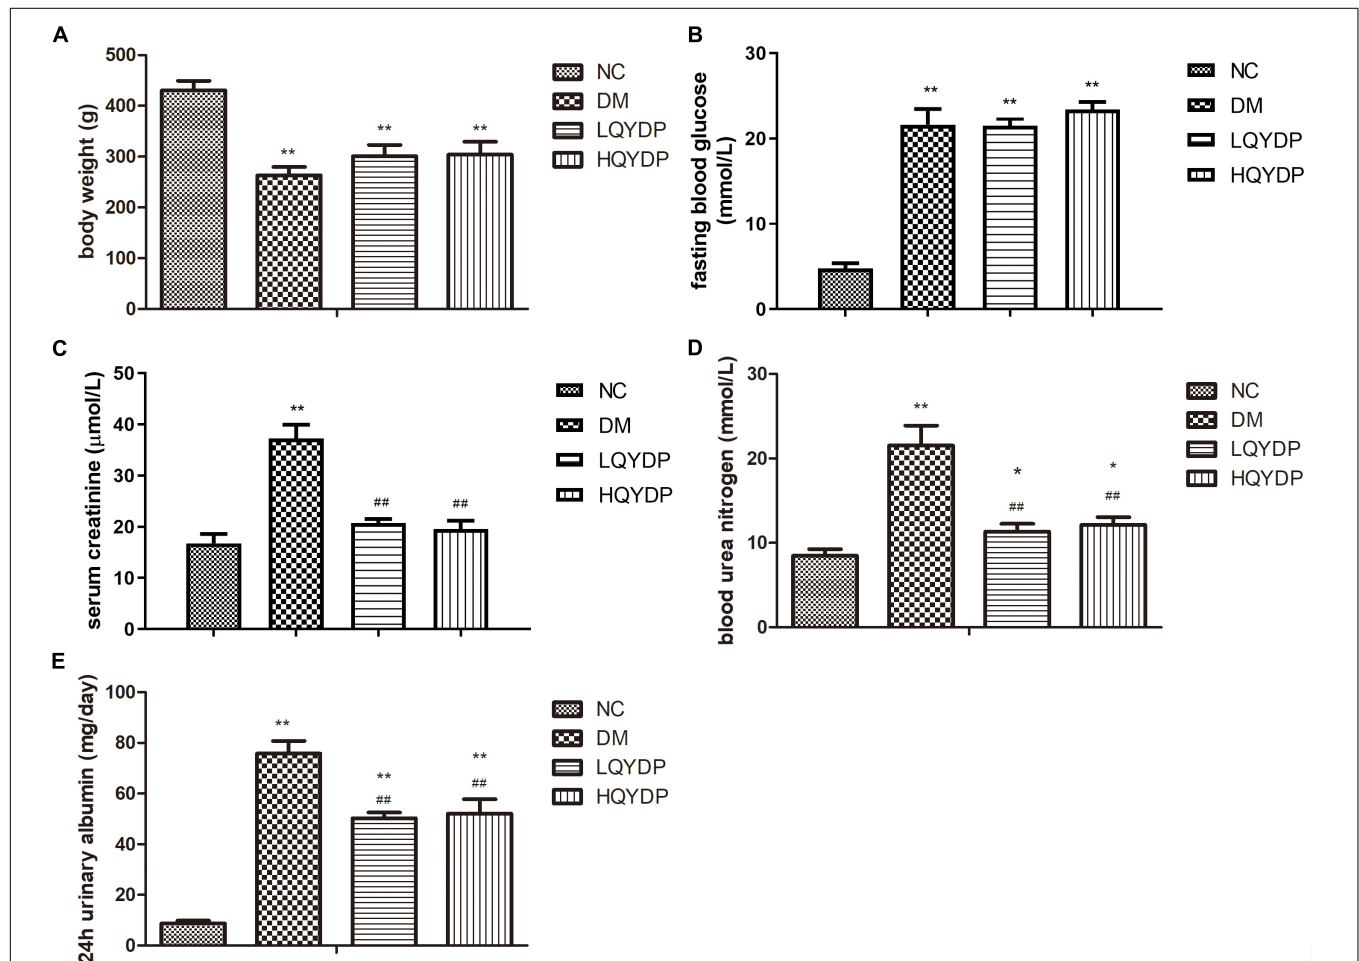 A
body weight (g)
500
400
300
200
100
0
**
**
**
NC
DM
LQYDP
HQYDP
B
fasting blood glucose
(mmol/L)
30
20
10
0
**
**
**
NC
DM
LQYDP
HQYDP
C
serum creatinine (μmol/L)
50
40
30
20
10
0
**
##
##
NC
DM
LQYDP
HQYDP
D
blood urea nitrogen (mmol/L)
30
20
10
0
**
*
##
*
##
NC
DM
LQYDP
HQYDP
E
24h urinary albumin (mg/day)
100
80
60
40
20
0
**
**
##
**
##
NC
DM
LQYDP
HQYDP